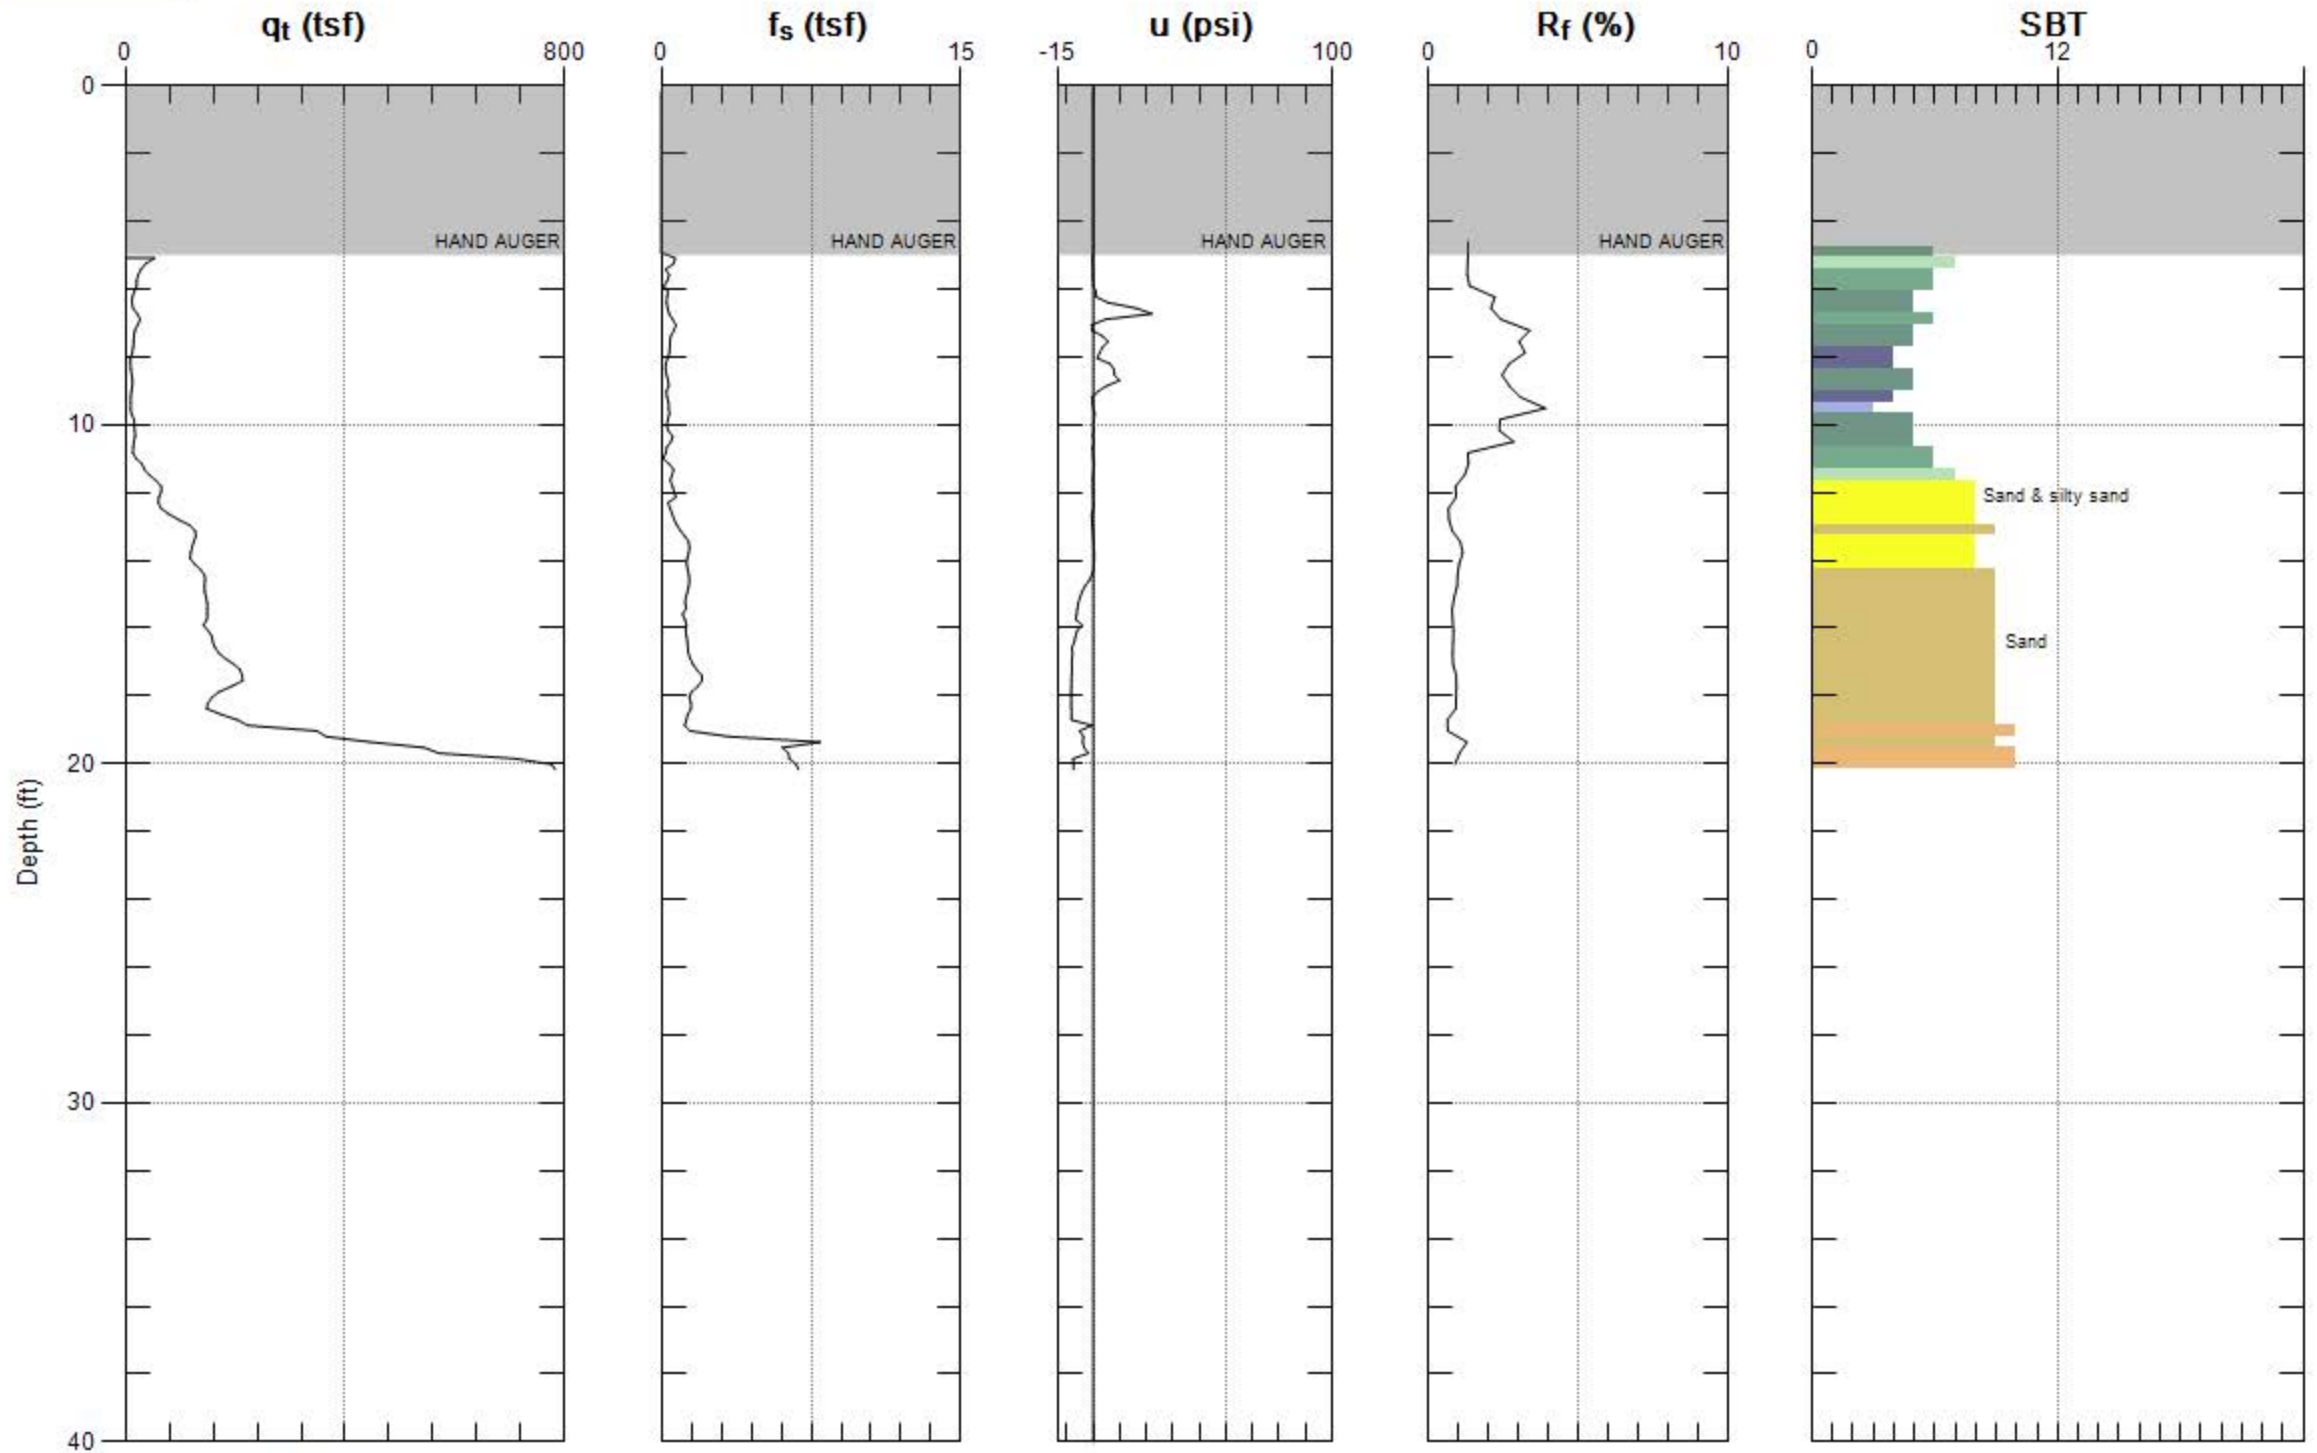 qt (tsf) fs (tsf) u (psi) Rf (%) SBT
0 800 0 15 -15 100 0 10 0 12
0
HAND AUGER HAND AUGER HAND AUGER HAND AUGER
10
Sand & silty sand
Sand
20
Depth (ft)
30
40